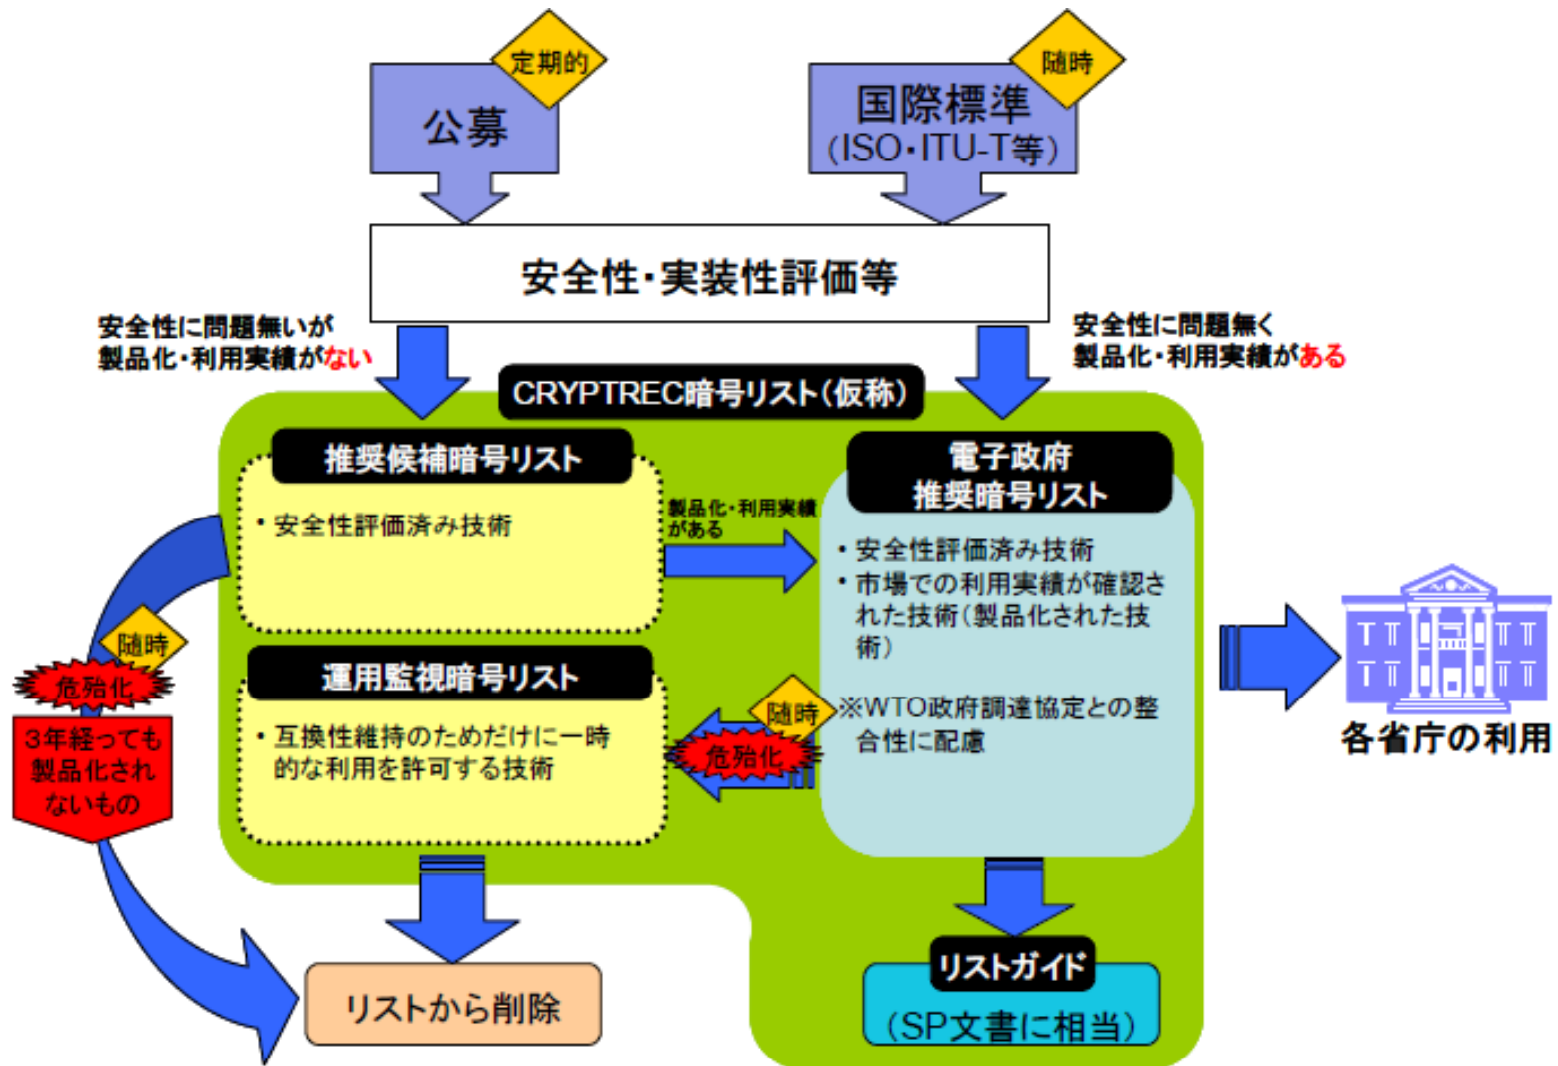 定期的
公募
随時
国際標準
（ISO・ITU-T等）
安全性・実装性評価等
安全性に問題無いが
製品化・利用実績がない
安全性に問題無く
製品化・利用実績がある
CRYPTREC暗号リスト（仮称）
推奨候補暗号リスト
・安全性評価済み技術
製品化・利用実績
がある
電子政府
推奨暗号リスト
・安全性評価済み技術
・市場での利用実績が確認さ
れた技術（製品化された技
術）
※WTO政府調達協定との整
合性に配慮
随時
危殆化
3年経っても
製品化され
ないもの
運用監視暗号リスト
・互換性維持のためだけに一時
的な利用を許可する技術
随時
危殆化
各省庁の利用
リストから削除
リストガイド
（SP文書に相当）